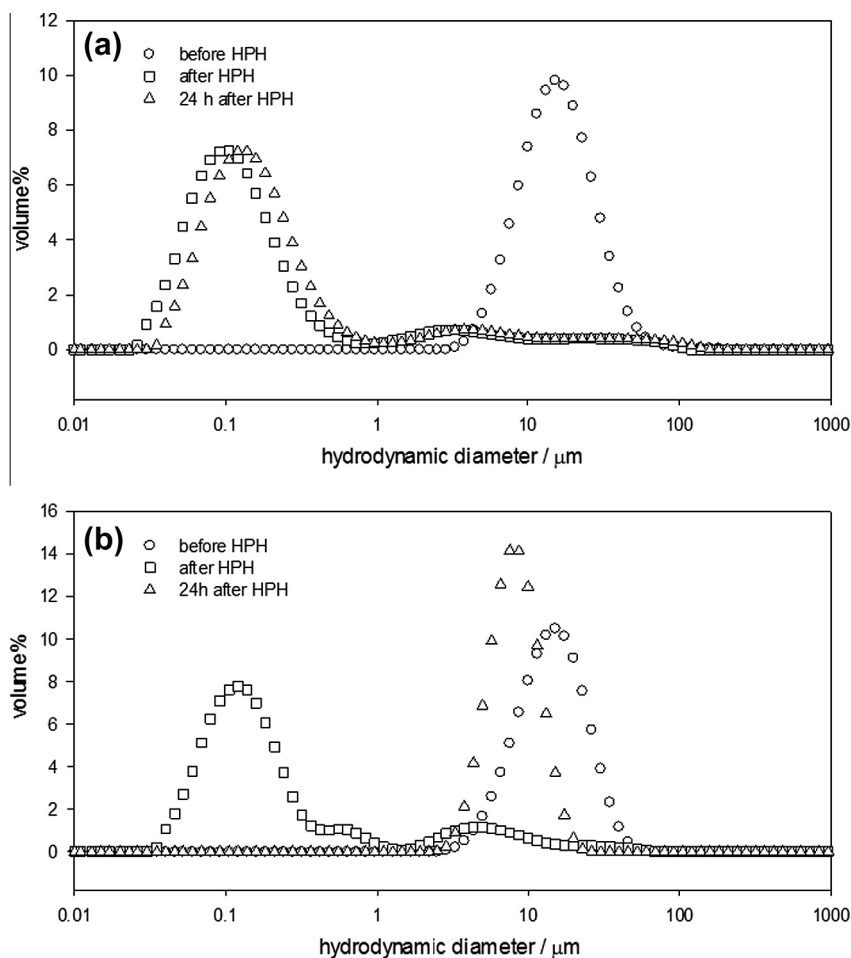 12
(a)
before HPH
after HPH
24 h after HPH
10
8
6
4
2
0
volume%
0.01 0.1 1 10 100 1000
hydrodynamic diameter / μm
16
(b)
before HPH
after HPH
24h after HPH
14
12
10
8
6
4
2
0
volume%
0.01 0.1 1 10 100 1000
hydrodynamic diameter / μm